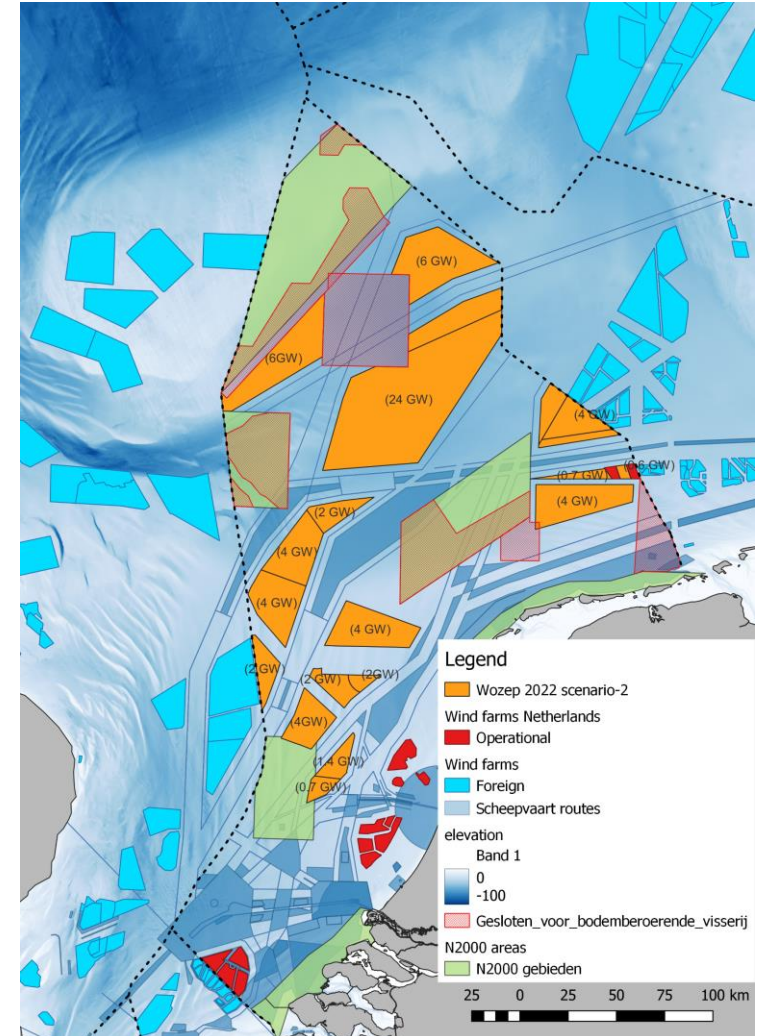 (6 GW)
(6GW)
(24 GW)
(4 GW)
(0.7 GW)
(0.6 GW)
(4 GW)
(2 GW)
(4 GW)
(4 GW)
(4 GW)
(2 GW)
(2 GW)
(2GW)
(4GW)
(1.4 GW)
(0.7 GW)
Legend
Wozep 2022 scenario-2
Wind farms Netherlands
Operational
Wind farms
Foreign
Scheepvaart routes
elevation
Band 1
0
-100
Gesloten_voor_bodemberoerende_visserij
N2000 areas
N2000 gebieden
25 0 25 50 75 100 km